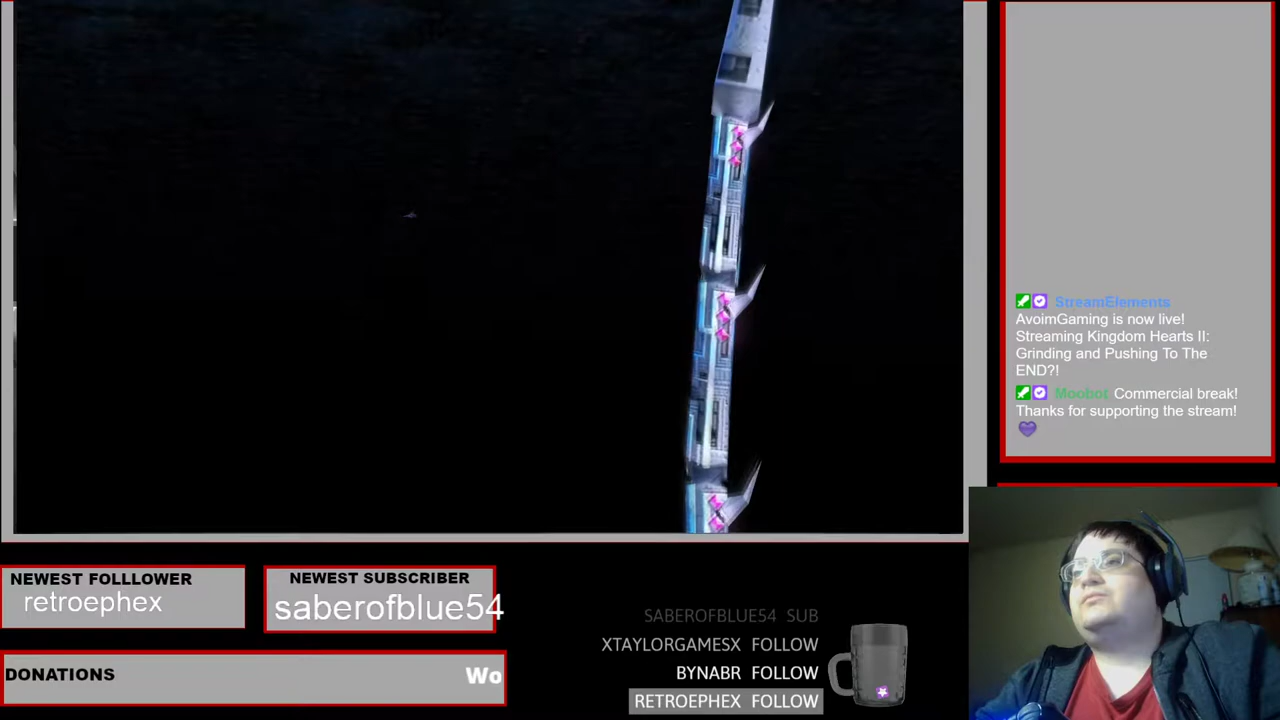 StreamElements
AvoimGaming is now live!
Streaming Kingdom Hearts II:
Grinding and Pushing To The
END?!
Moobot Commercial break!
Thanks for supporting the stream!
NEWEST FOLLLOWER
retroephex
NEWEST SUBSCRIBER
saberofblue54
DONATIONS
Wo
SABEROFBLUE54 SUB
XTAYLORGAMESX FOLLOW
BYNABR FOLLOW
RETROEPHEX FOLLOW